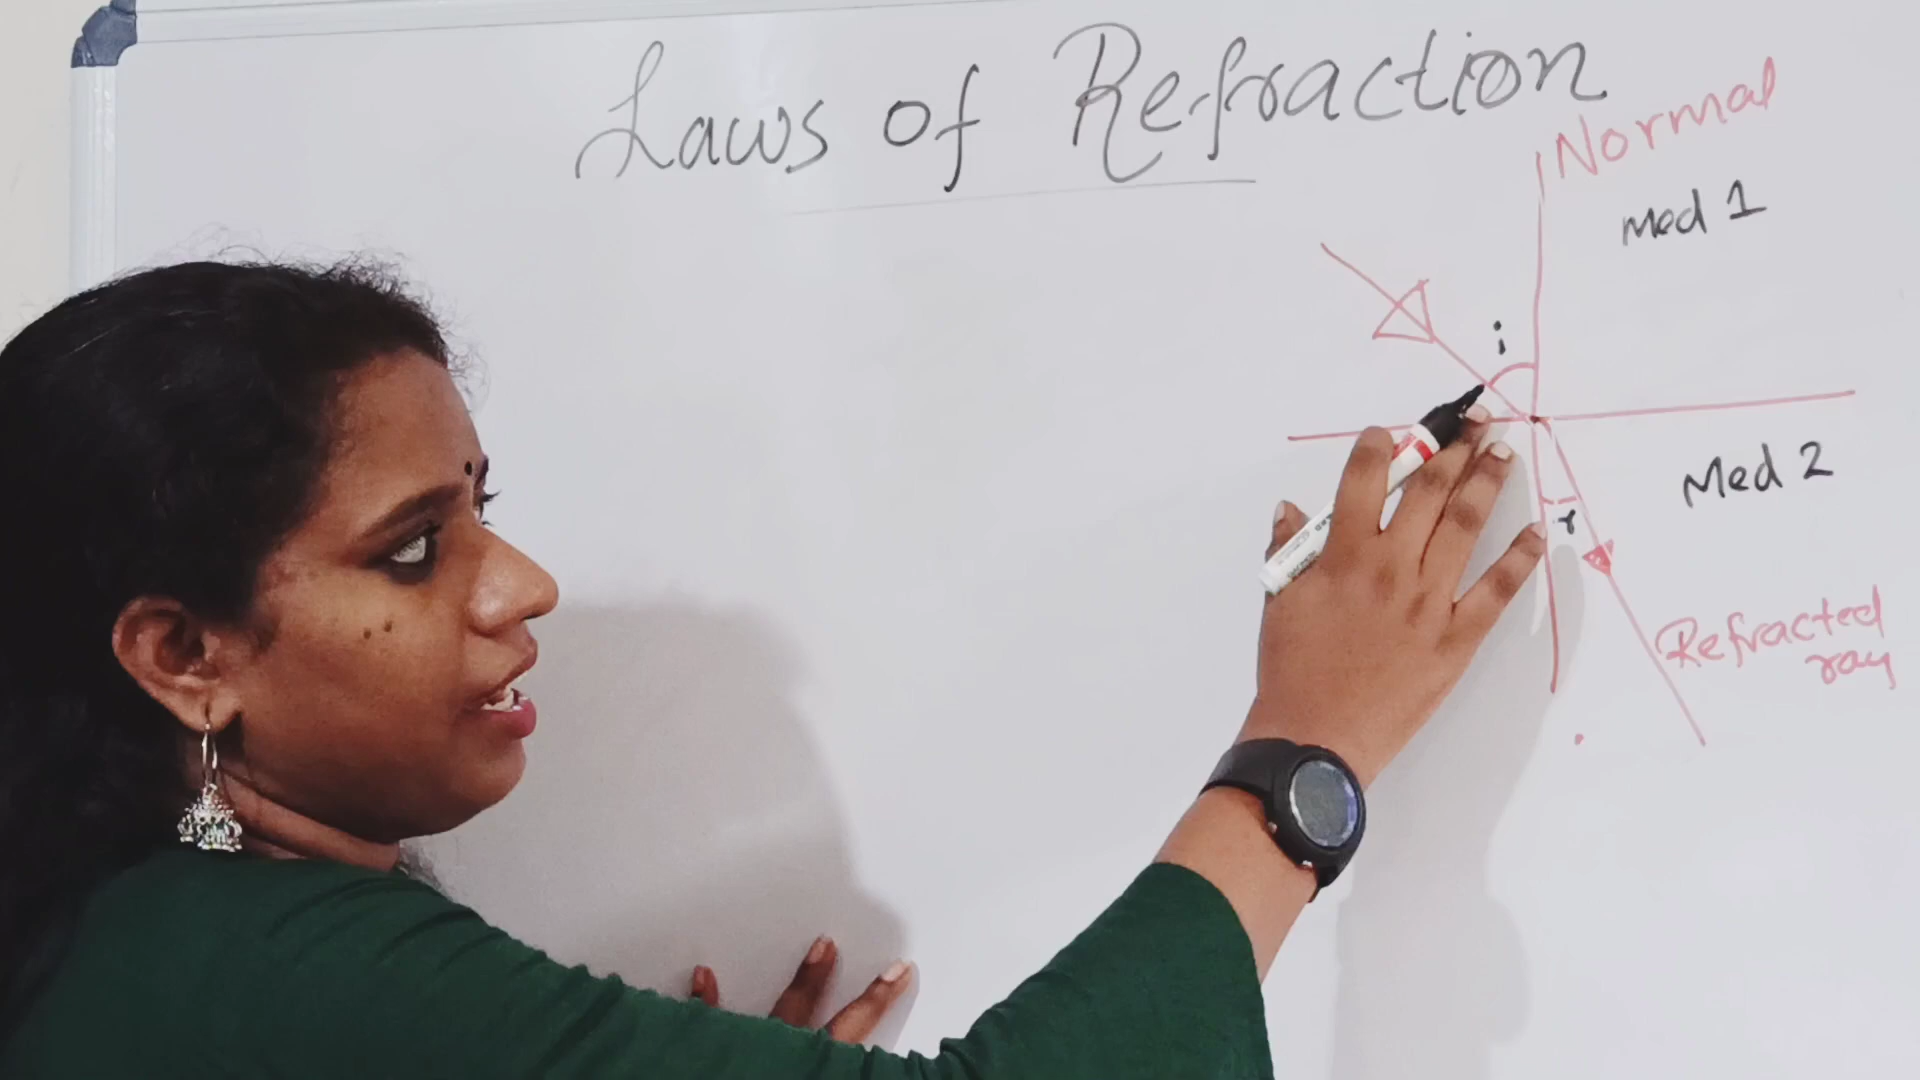 Laws of Refraction
Normal
Med 1
i
Med 2
r
Refracted
ray